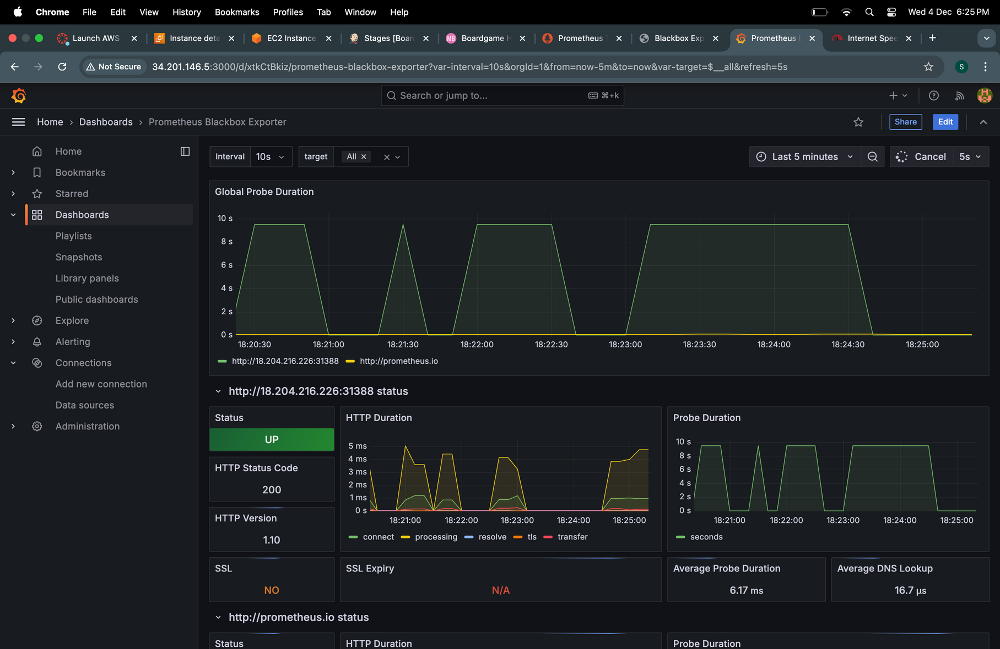 Chrome File Edit View History Bookmarks Profiles Tab Window Help Wed 4 Dec 6:25 PM
Launch AWS Instance deta EC2 Instance Stages [Boar MB Boardgame H Prometheus Blackbox Exp Prometheus Internet Spee
Not Secure 34.201.146.5:3000/d/xtkCtBkiz/prometheus-blackbox-exporter?var-interval=10s&orgId=1&from=now-5m&to=now&var-target=$__all&refresh=5s S
Search or jump to... ⌘+k
Home › Dashboards › Prometheus Blackbox Exporter Share Edit
Home
Bookmarks
Starred
Dashboards
Playlists
Snapshots
Library panels
Public dashboards
Explore
Alerting
Connections
Add new connection
Data sources
Administration
Interval 10s target All Last 5 minutes Cancel 5s
Global Probe Duration
10 s
8 s
6 s
4 s
2 s
0 s
18:20:30 18:21:00 18:21:30 18:22:00 18:22:30 18:23:00 18:23:30 18:24:00 18:24:30 18:25:00
http://18.204.216.226:31388 http://prometheus.io
http://18.204.216.226:31388 status
Status
UP
HTTP Status Code
200
HTTP Version
1.10
HTTP Duration
5 ms
4 ms
3 ms
2 ms
1 ms
0 s
18:21:00 18:22:00 18:23:00 18:24:00 18:25:00
connect processing resolve tls transfer
Probe Duration
10 s
8 s
6 s
4 s
2 s
0 s
18:21:00 18:22:00 18:23:00 18:24:00 18:25:00
seconds
SSL
NO
SSL Expiry
N/A
Average Probe Duration
6.17 ms
Average DNS Lookup
16.7 µs
http://prometheus.io status
Status HTTP Duration Probe Duration